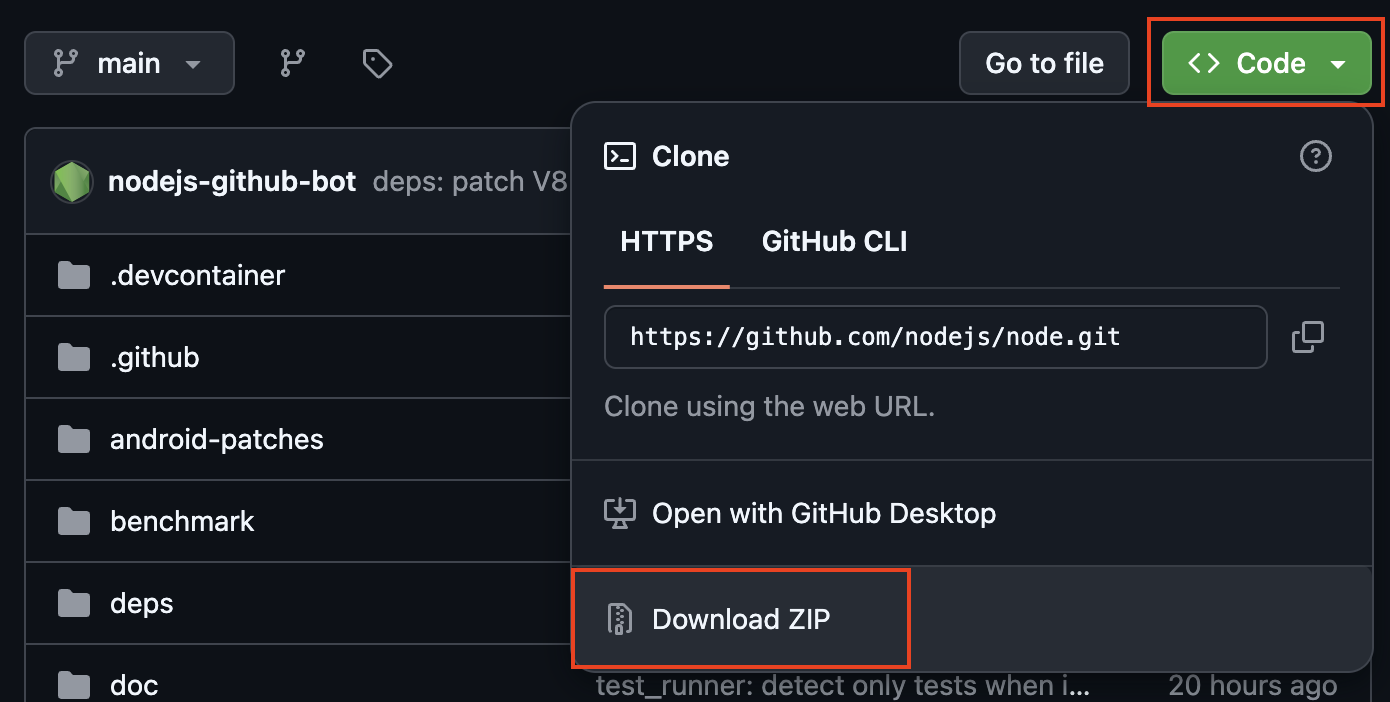 main
Go to file
Code
nodejs-github-bot deps: patch V8
Clone
HTTPS GitHub CLI
https://github.com/nodejs/node.git
Clone using the web URL.
Open with GitHub Desktop
Download ZIP
.devcontainer
.github
android-patches
benchmark
deps
doc
test_runner: detect only tests when i... 20 hours ago